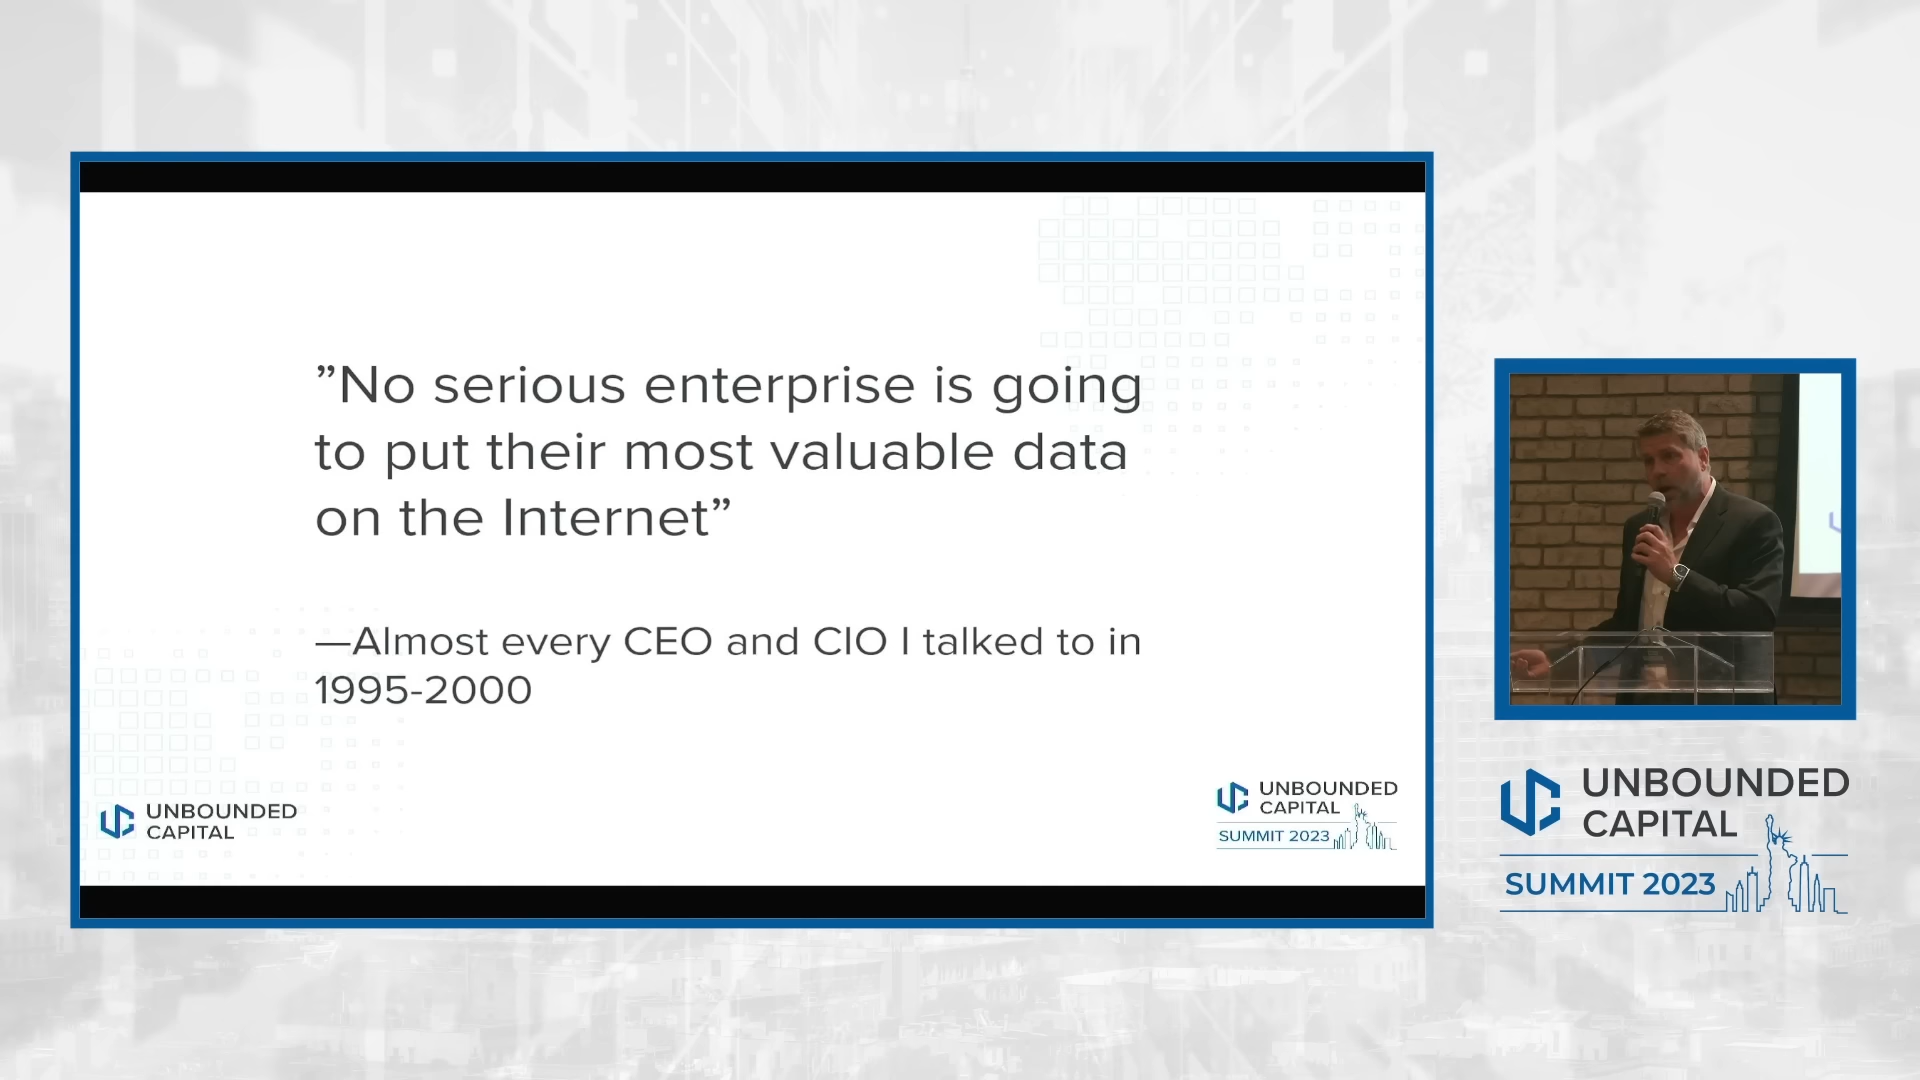 ”No serious enterprise is going
to put their most valuable data
on the Internet”
—Almost every CEO and CIO I talked to in
1995-2000
UNBOUNDED
CAPITAL
UNBOUNDED
CAPITAL
SUMMIT 2023
UNBOUNDED
CAPITAL
SUMMIT 2023